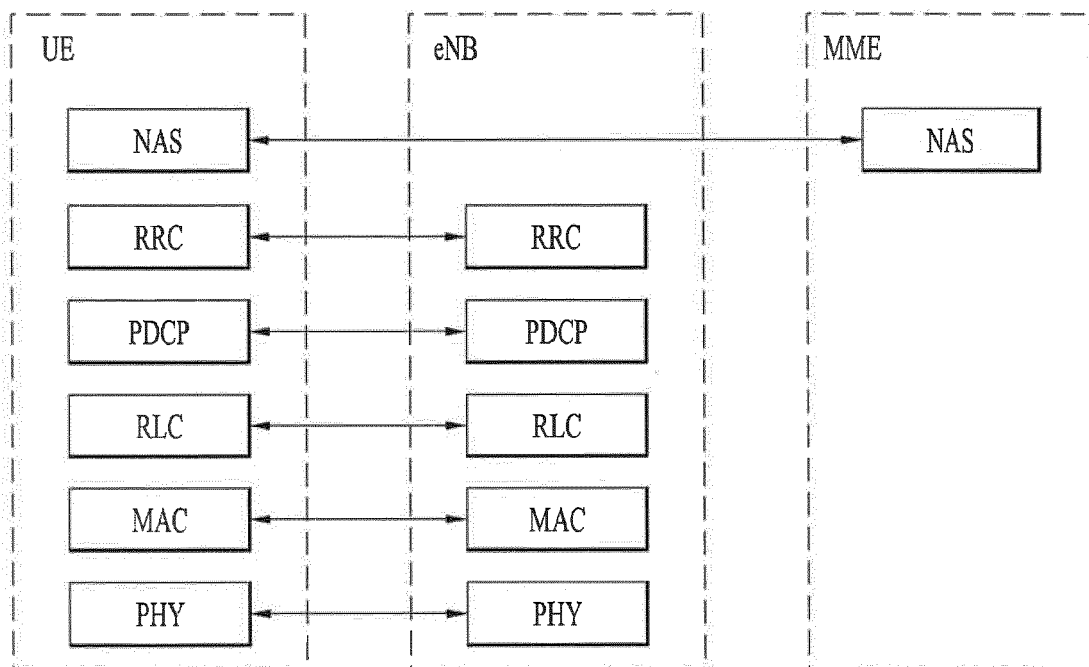 UE eNB MME
NAS NAS
RRC RRC
PDCP PDCP
RLC RLC
MAC MAC
PHY PHY